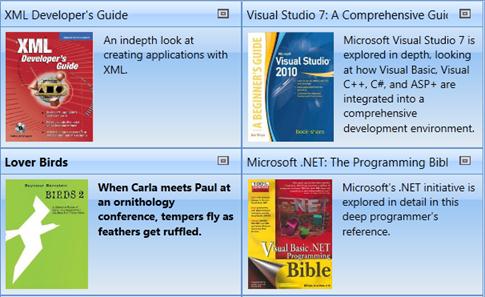 XML Developer's Guide
An indepth look at
creating applications with
XML.
XML
Developer's
Guide
Visual Studio 7: A Comprehensive Guid
Microsoft Visual Studio 7 is
explored in depth, looking
at how Visual Basic, Visual
C++, C#, and ASP+ are
integrated into a
comprehensive
development environment.
A BEGINNER'S GUIDE
Microsoft
Visual Studio
2010
Lover Birds
When Carla meets Paul at
an ornithology
conference, tempers fly as
feathers get ruffled.
BIRDS 2
Microsoft .NET: The Programming Bibl
Microsoft's .NET initiative is
explored in detail in this
deep programmer's
reference.
Visual Basic .NET
Programming
Bible